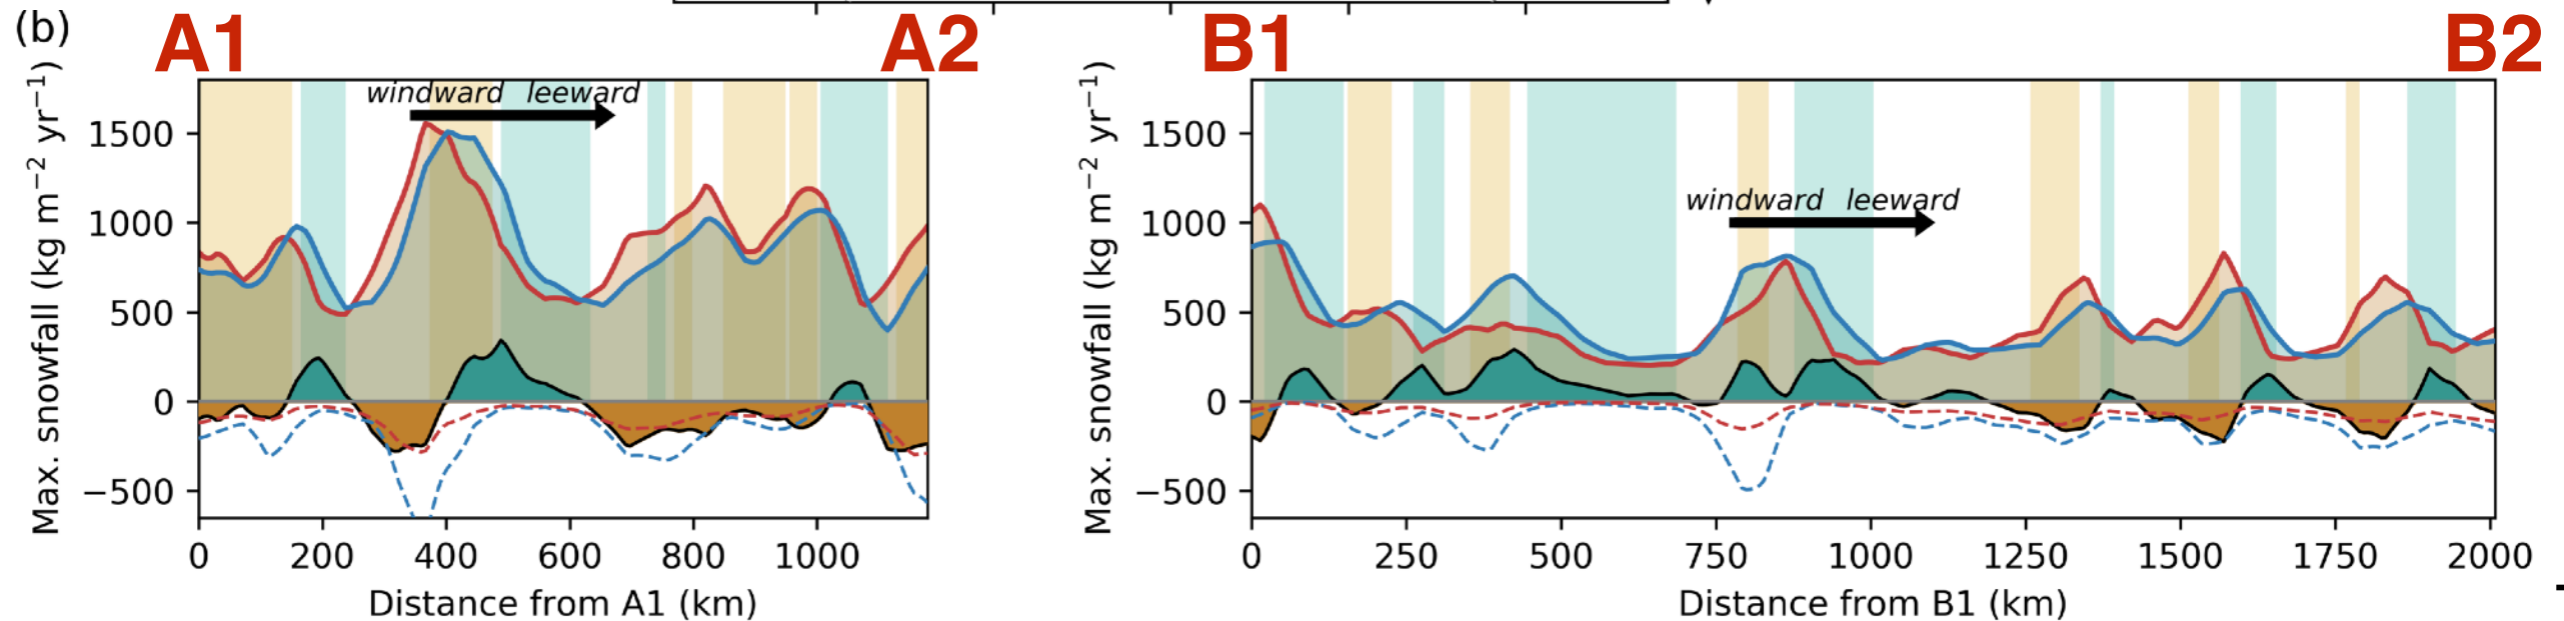 (b)
A1
A2
B1
B2
Max. snowfall (kg m⁻² yr⁻¹)
windward leeward
1500
1000
500
0
−500
0 200 400 600 800 1000
Distance from A1 (km)
Max. snowfall (kg m⁻² yr⁻¹)
windward leeward
1500
1000
500
0
−500
0 250 500 750 1000 1250 1500 1750 2000
Distance from B1 (km)